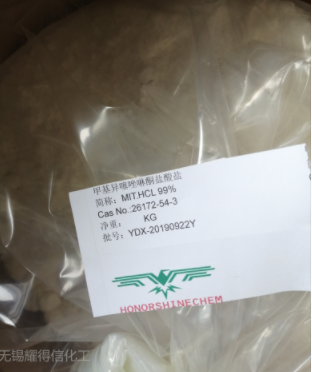 甲基异噻唑啉酮盐酸盐
简称：MIT.HCL 99%
Cas No.:26172-54-3
净重： KG
批号：YDX-20190922Y
HONORSHINECHEM
无锡耀得信化工